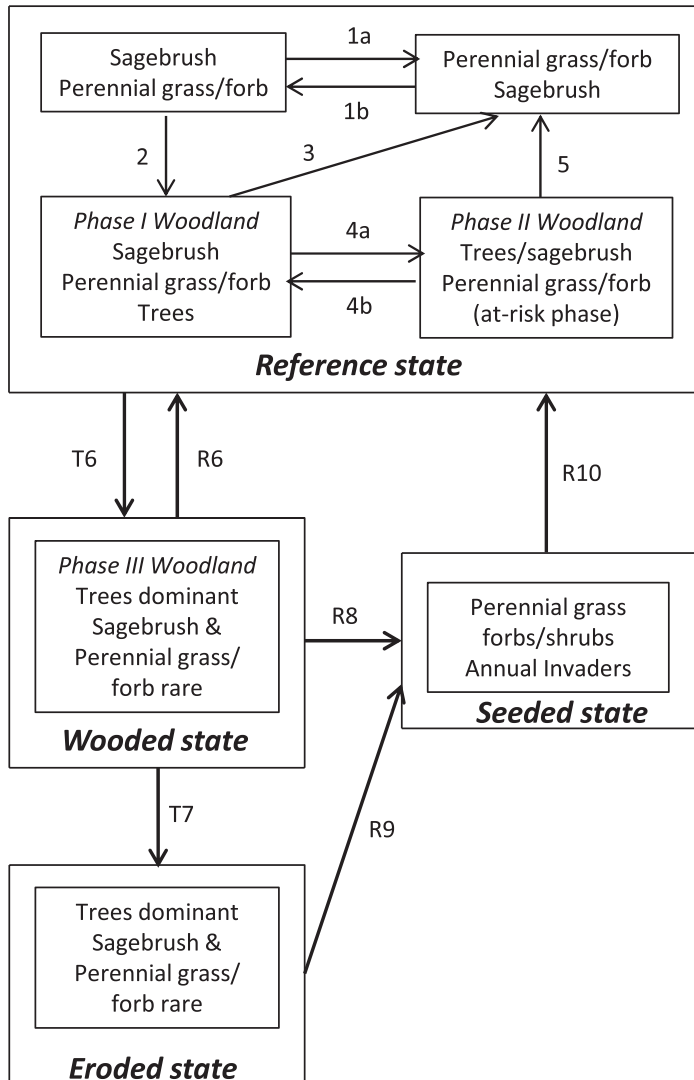 Sagebrush
Perennial grass/forb
1a
1b
Perennial grass/forb
Sagebrush
2
3
5
Phase I Woodland
Sagebrush
Perennial grass/forb
Trees
4a
4b
Phase II Woodland
Trees/sagebrush
Perennial grass/forb
(at-risk phase)
Reference state
T6
R6
R10
Phase III Woodland
Trees dominant
Sagebrush &
Perennial grass/
forb rare
Wooded state
R8
Perennial grass
forbs/shrubs
Annual Invaders
Seeded state
T7
R9
Trees dominant
Sagebrush &
Perennial grass/
forb rare
Eroded state